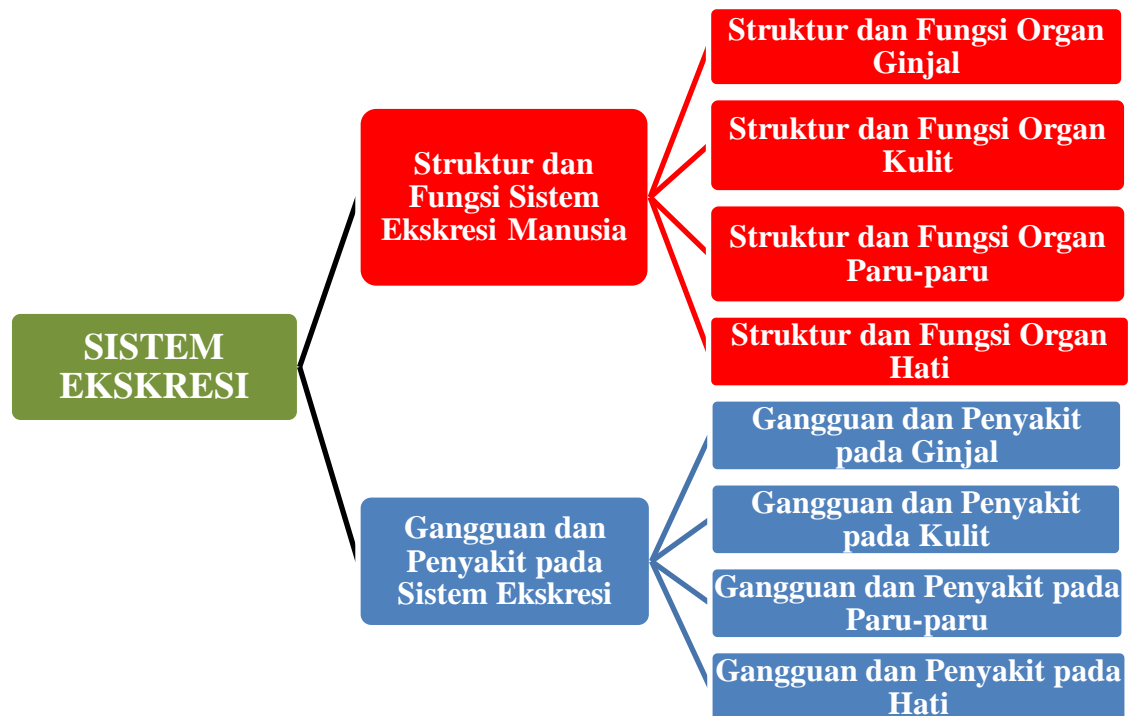 SISTEM
EKSKRESI
Struktur dan
Fungsi Sistem
Ekskresi Manusia
Struktur dan Fungsi Organ
Ginjal
Struktur dan Fungsi Organ
Kulit
Struktur dan Fungsi Organ
Paru-paru
Struktur dan Fungsi Organ
Hati
Gangguan dan
Penyakit pada
Sistem Ekskresi
Gangguan dan Penyakit
pada Ginjal
Gangguan dan Penyakit
pada Kulit
Gangguan dan Penyakit pada
Paru-paru
Gangguan dan Penyakit pada
Hati